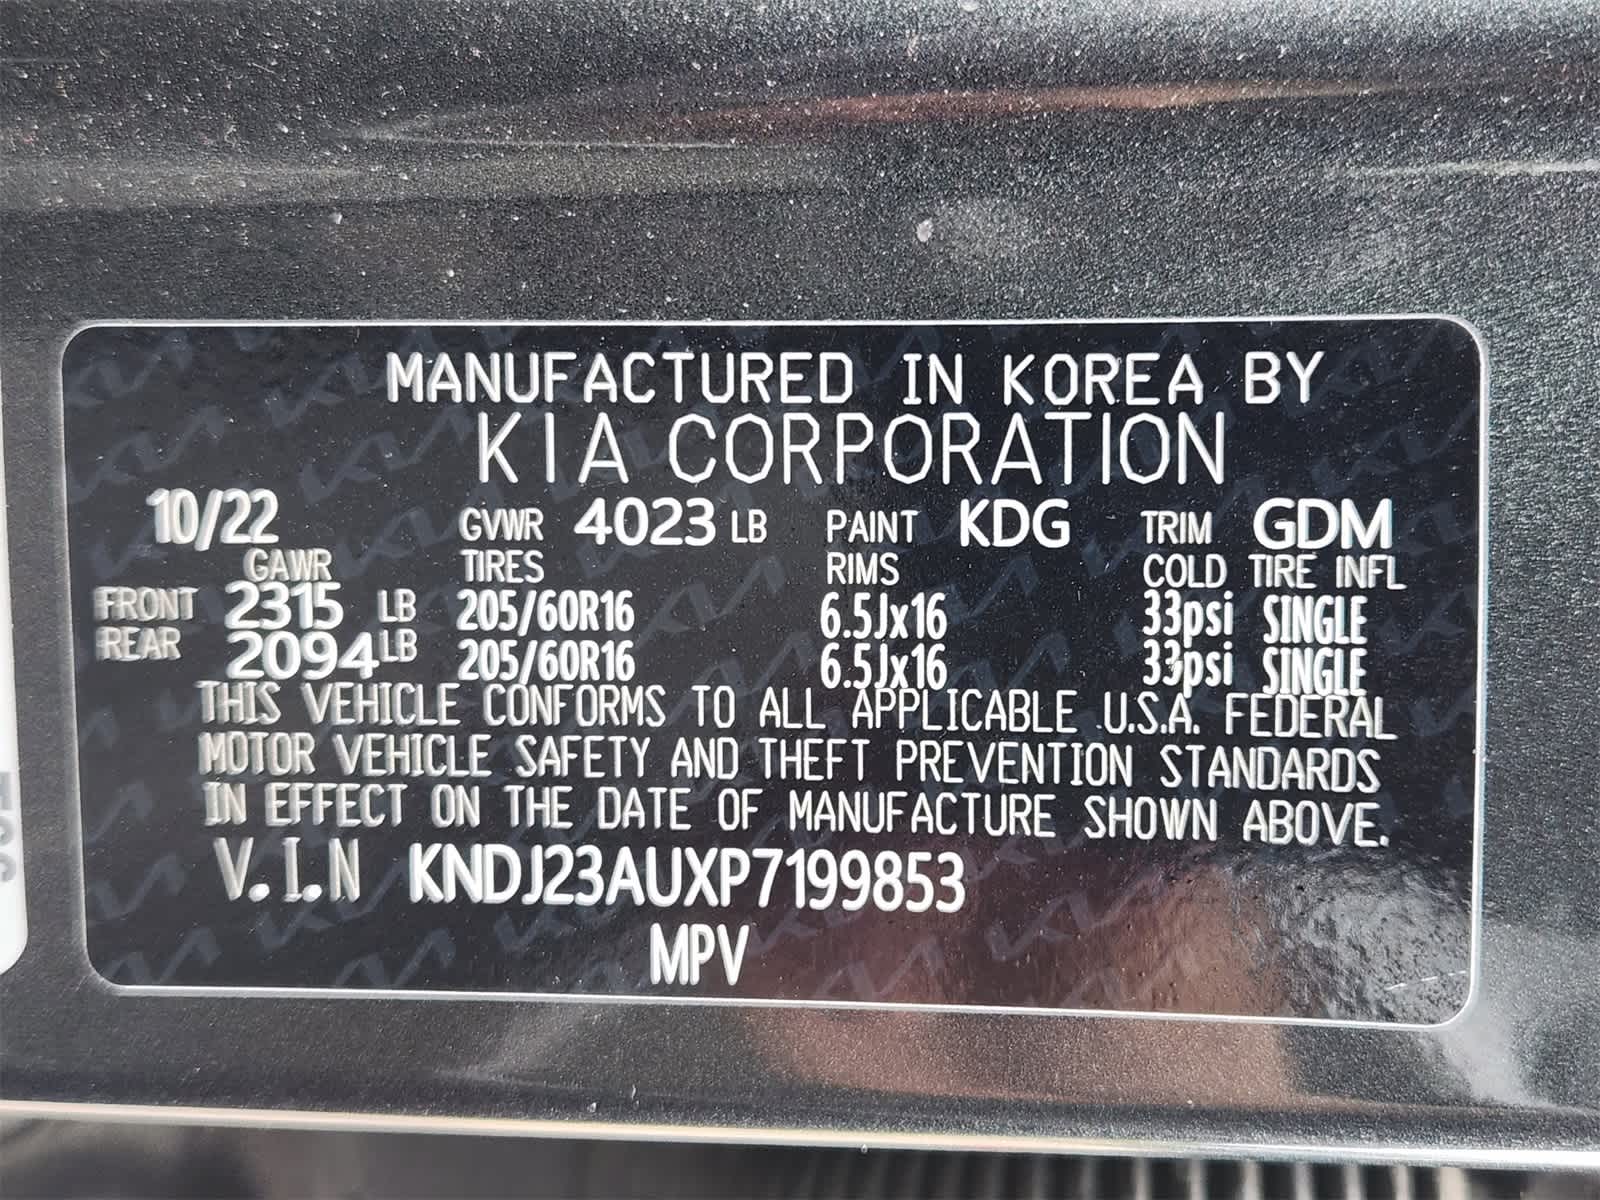 MANUFACTURED IN KOREA BY
KIA CORPORATION
10/22 GVWR 4023 LB PAINT KDG TRIM GDM
GAWR TIRES RIMS COLD TIRE INFL
FRONT 2315 LB 205/60R16 6.5Jx16 33psi SINGLE
REAR 2094 LB 205/60R16 6.5Jx16 33psi SINGLE
THIS VEHICLE CONFORMS TO ALL APPLICABLE U.S.A. FEDERAL
MOTOR VEHICLE SAFETY AND THEFT PREVENTION STANDARDS
IN EFFECT ON THE DATE OF MANUFACTURE SHOWN ABOVE.
V.I.N KNDJ23AUXP7199853
MPV